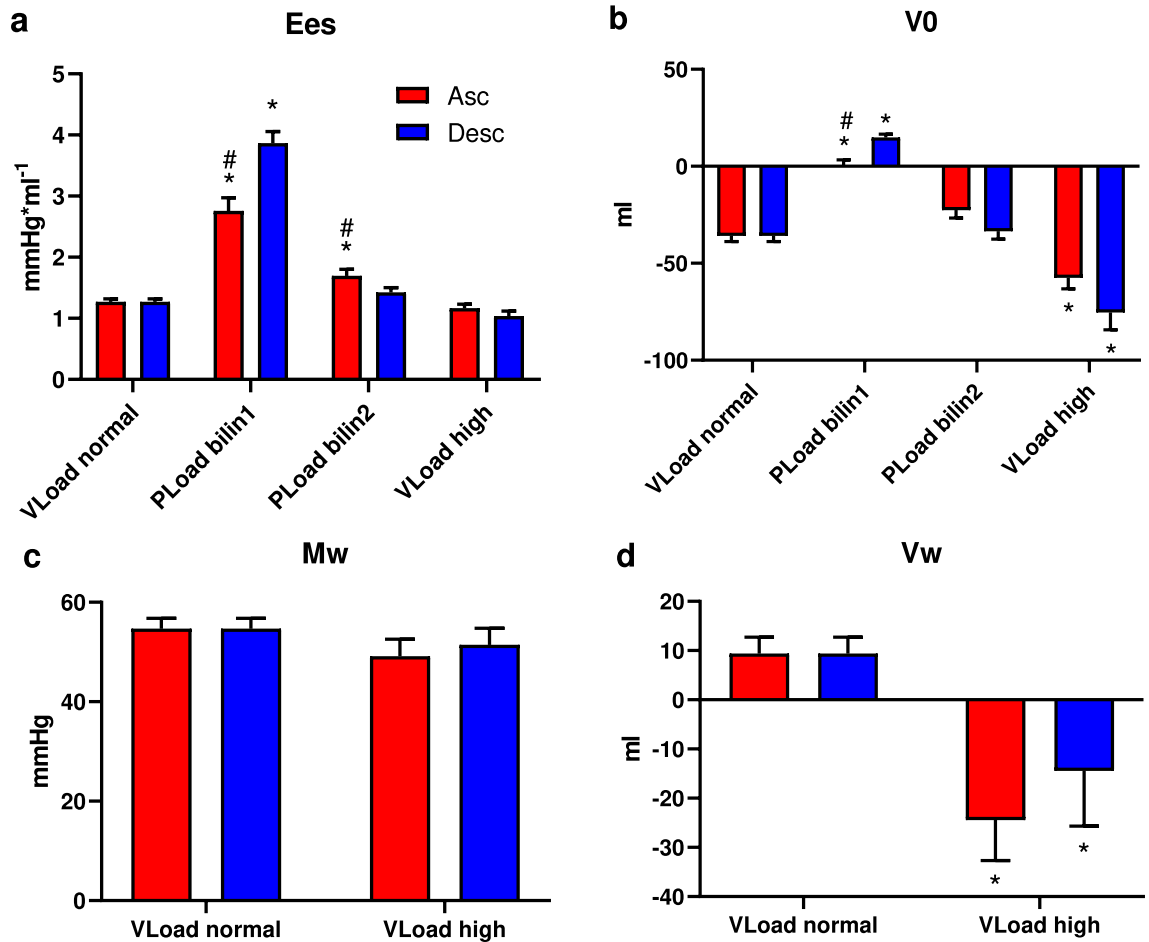 a
Ees
5
4
3
2
1
0
mmHg*ml-1
Asc
Desc
#
*
*
#
*
VLoad normal
PLoad bilin1
PLoad bilin2
VLoad high
b
V0
50
0
-50
-100
ml
#
*
*
*
*
VLoad normal
PLoad bilin1
PLoad bilin2
VLoad high
c
Mw
60
40
20
0
mmHg
VLoad normal
VLoad high
d
Vw
20
10
0
-10
-20
-30
-40
ml
*
*
VLoad normal
VLoad high